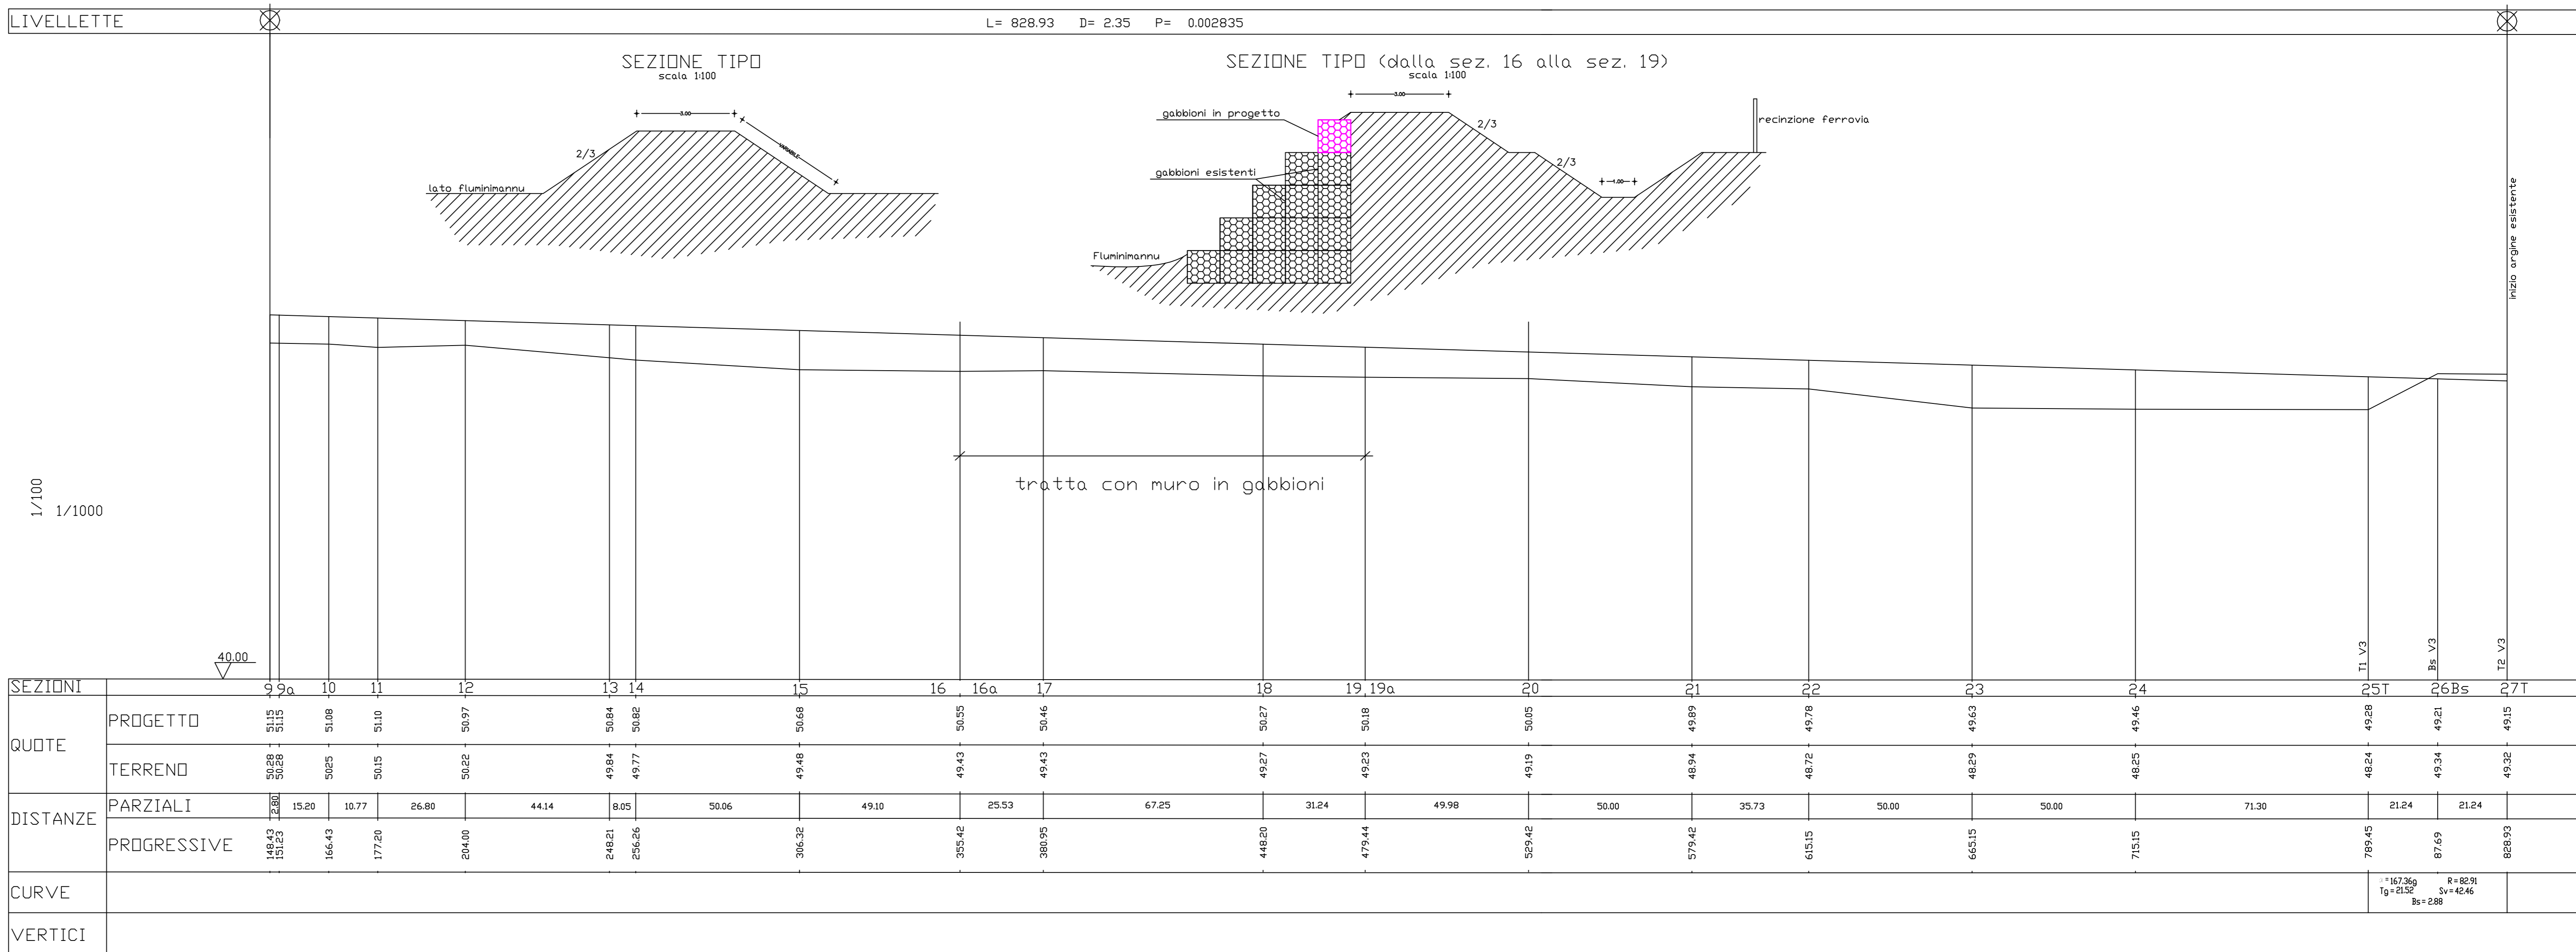 LIVELLETTE
L= 828.93 D= 2.35 P= 0.002835
SEZIONE TIPO
scala 1:100
3.00
VARIABILE
2/3
lato fluminimannu
SEZIONE TIPO (dalla sez. 16 alla sez. 19)
scala 1:100
3.00
gabbioni in progetto
2/3
recinzione ferrovia
gabbioni esistenti
2/3
1.00
Fluminimannu
inizio argine esistente
tratta con muro in gabbioni
1/100
1/1000
40.00
T1 V3
Bs V3
T2 V3
SEZIONI 9 9a 10 11 12 13 14 15 16 16a 17 18 19 19a 20 21 22 23 24 25T 26Bs 27T
QUOTE
PROGETTO 51.15 51.15 51.08 51.10 50.97 50.84 50.82 50.68 50.55 50.46 50.27 50.18 50.05 49.89 49.78 49.63 49.46 49.28 49.21 49.15
TERRENO 50.28 50.28 5025 50.15 50.22 49.84 49.77 49.48 49.43 49.43 49.27 49.23 49.19 48.94 48.72 48.29 48.25 48.24 49.34 49.32
DISTANZE
PARZIALI 2.80 15.20 10.77 26.80 44.14 8.05 50.06 49.10 25.53 67.25 31.24 49.98 50.00 35.73 50.00 50.00 71.30 21.24 21.24
PROGRESSIVE 148.43 151.23 166.43 177.20 204.00 248.21 256.26 306.32 355.42 380.95 448.20 479.44 529.42 579.42 615.15 665.15 715.15 789.45 87.69 828.93
CURVE
=167.36g R=82.91
Tg=21.52 Sv=42.46
Bs=2.88
VERTICI